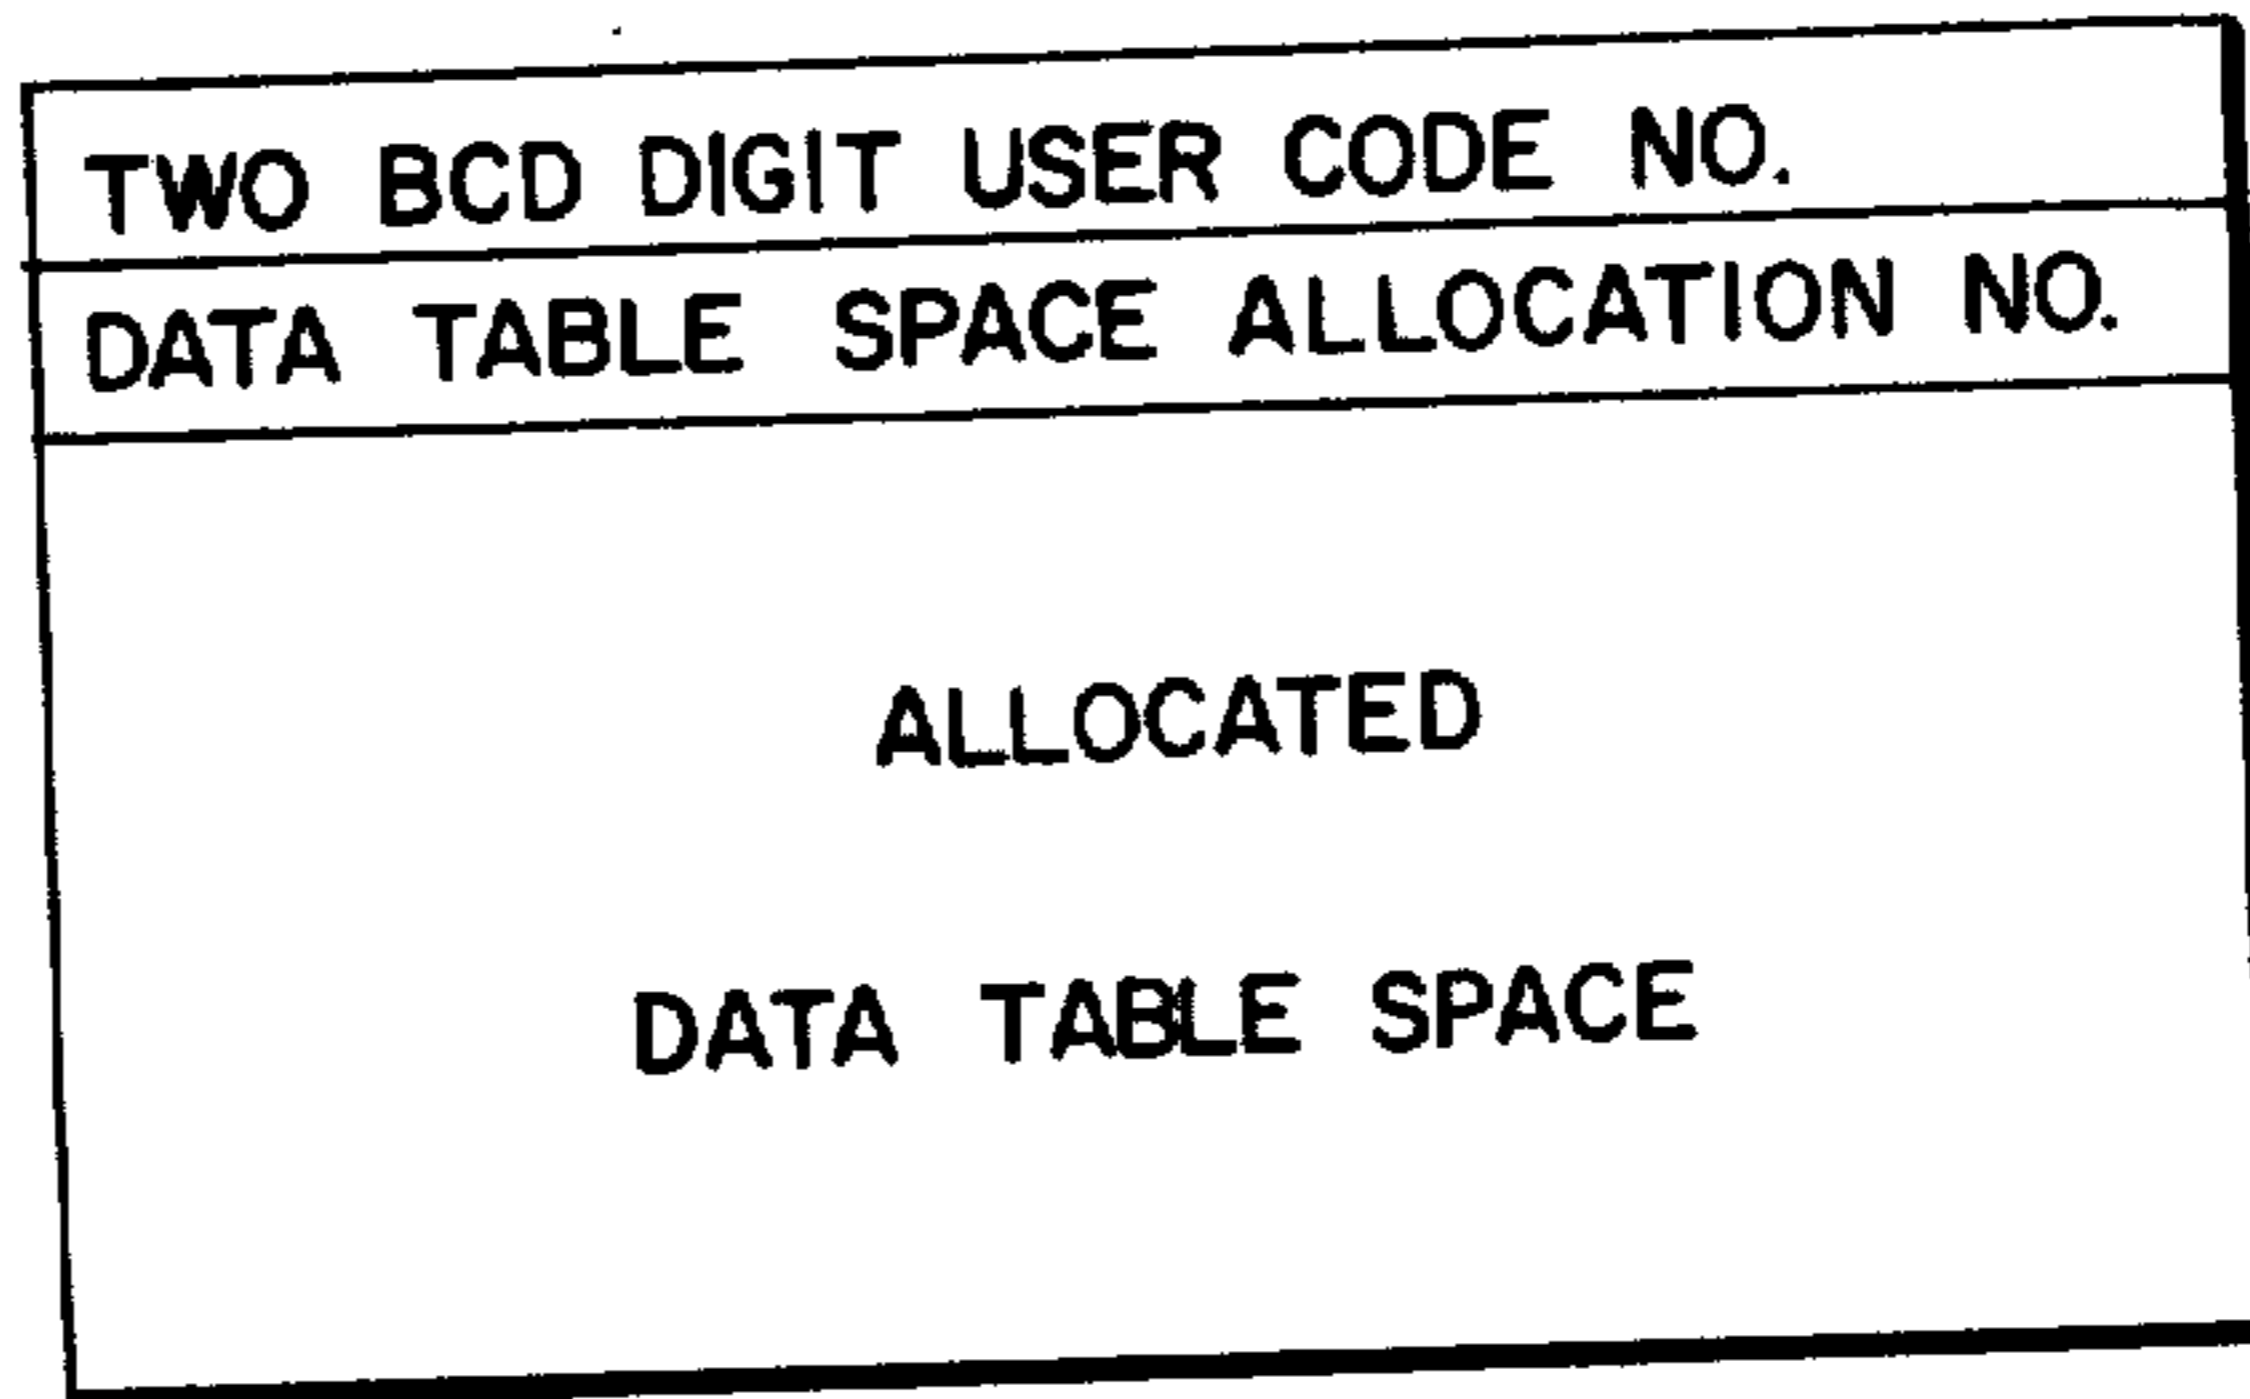 TWO BCD DIGIT USER CODE NO.
DATA TABLE SPACE ALLOCATION NO.
ALLOCATED
DATA TABLE SPACE